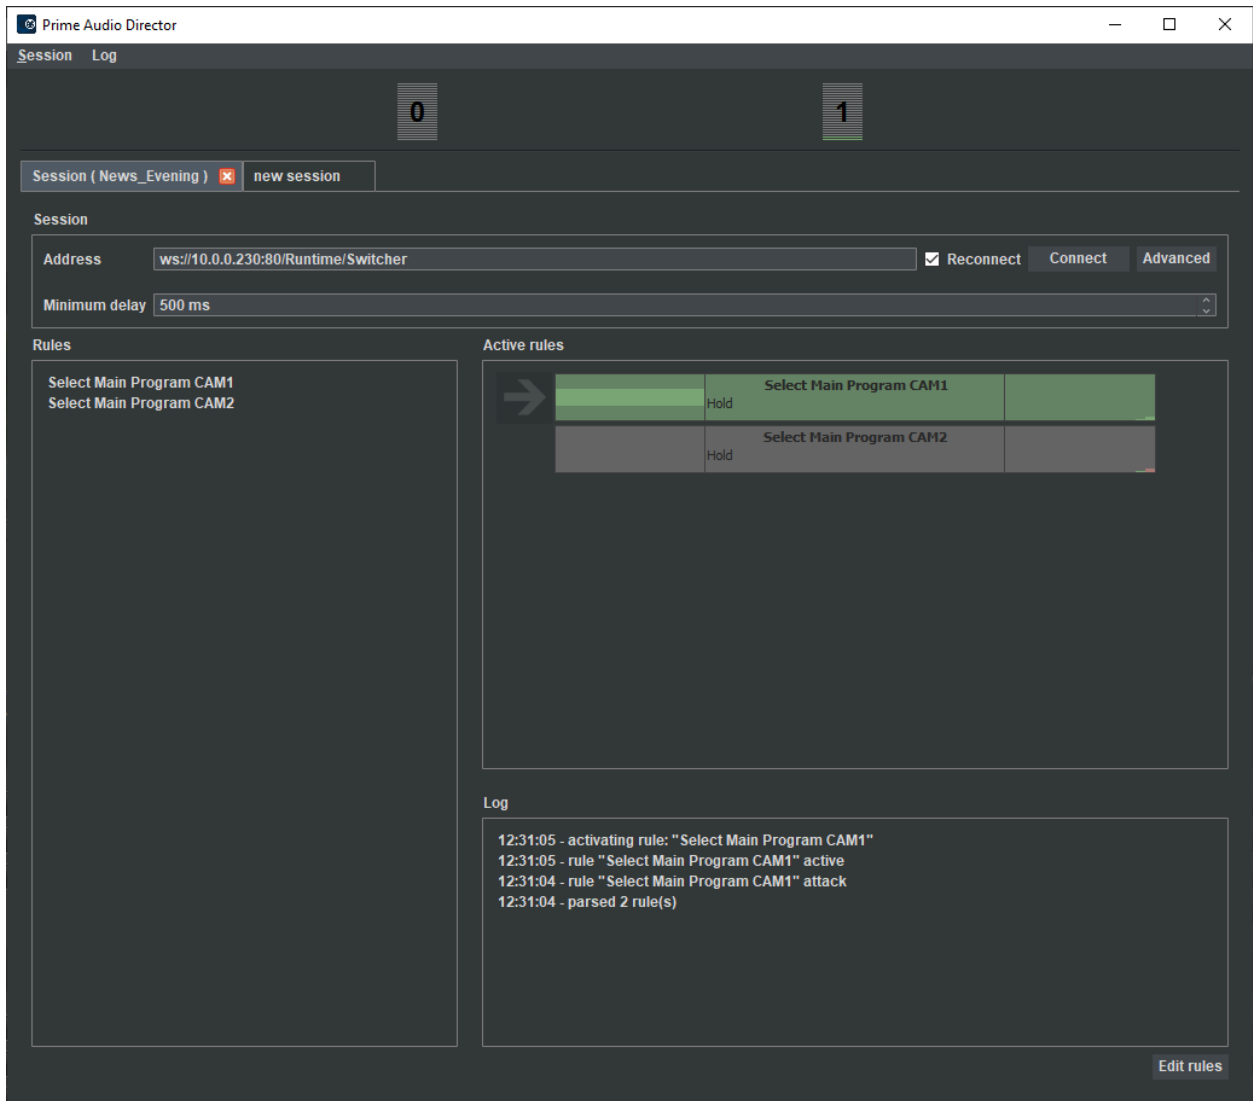 Prime Audio Director
Session Log
0 1
Session ( News_Evening ) new session
Session
Address ws://10.0.0.230:80/Runtime/Switcher Reconnect Connect Advanced
Minimum delay 500 ms
Rules
Select Main Program CAM1
Select Main Program CAM2
Active rules
Select Main Program CAM1
Hold
Select Main Program CAM2
Hold
Log
12:31:05 - activating rule: "Select Main Program CAM1"
12:31:05 - rule "Select Main Program CAM1" active
12:31:04 - rule "Select Main Program CAM1" attack
12:31:04 - parsed 2 rule(s)
Edit rules